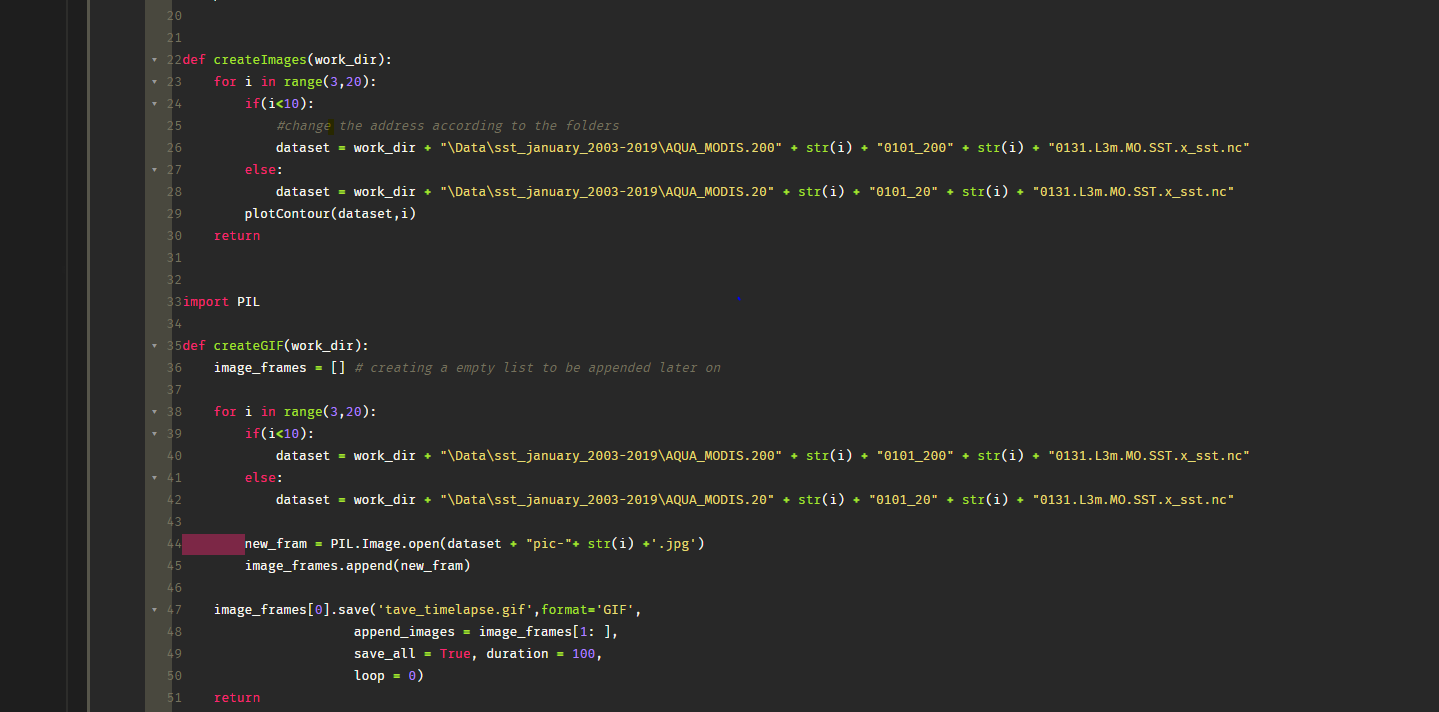 20
21
22def createImages(work_dir):
23    for i in range(3,20):
24        if(i<10):
25            #change the address according to the folders
26            dataset = work_dir + "\Data\sst_january_2003-2019\AQUA_MODIS.200" + str(i) + "0101_200" + str(i) + "0131.L3m.MO.SST.x_sst.nc"
27        else:
28            dataset = work_dir + "\Data\sst_january_2003-2019\AQUA_MODIS.20" + str(i) + "0101_20" + str(i) + "0131.L3m.MO.SST.x_sst.nc"
29        plotContour(dataset,i)
30    return
31
32
33import PIL
34
35def createGIF(work_dir):
36    image_frames = [] # creating a empty list to be appended later on
37
38    for i in range(3,20):
39        if(i<10):
40            dataset = work_dir + "\Data\sst_january_2003-2019\AQUA_MODIS.200" + str(i) + "0101_200" + str(i) + "0131.L3m.MO.SST.x_sst.nc"
41        else:
42            dataset = work_dir + "\Data\sst_january_2003-2019\AQUA_MODIS.20" + str(i) + "0101_20" + str(i) + "0131.L3m.MO.SST.x_sst.nc"
43
44        new_fram = PIL.Image.open(dataset + "pic-"+ str(i) +'.jpg')
45        image_frames.append(new_fram)
46
47    image_frames[0].save('tave_timelapse.gif',format='GIF',
48                      append_images = image_frames[1: ],
49                      save_all = True, duration = 100,
50                      loop = 0)
51    return